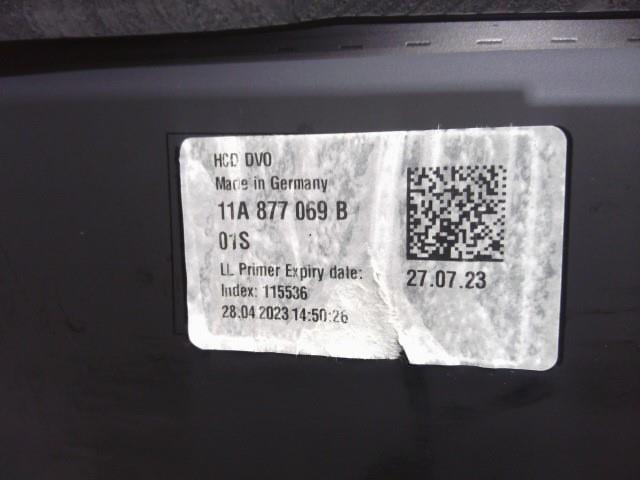 HCD DVO
Made in Germany
11A 877 069 B
01S
LL Primer Expiry date:
27.07.23
Index: 115536
28.04.2023 14:50:26